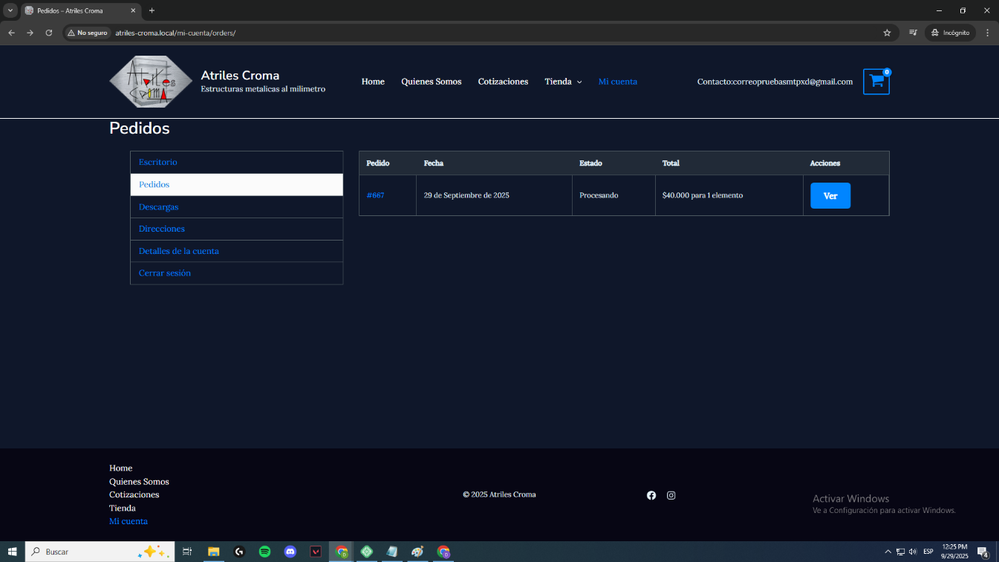 Pedidos – Atriles Croma
No seguro
atriles-croma.local/mi-cuenta/orders/
Incógnito
Atriles Croma
Atriles Croma
Estructuras metalicas al milimetro
Home
Quienes Somos
Cotizaciones
Tienda
Mi cuenta
Contacto:correopruebasmtpxd@gmail.com
0
Pedidos
Escritorio
Pedidos
Descargas
Direcciones
Detalles de la cuenta
Cerrar sesión
Pedido Fecha Estado Total Acciones
#667 29 de Septiembre de 2025 Procesando $40.000 para 1 elemento Ver
Home
Quienes Somos
Cotizaciones
Tienda
Mi cuenta
© 2025 Atriles Croma
Activar Windows
Ve a Configuración para activar Windows.
Buscar
ESP
12:25 PM
9/29/2025
4